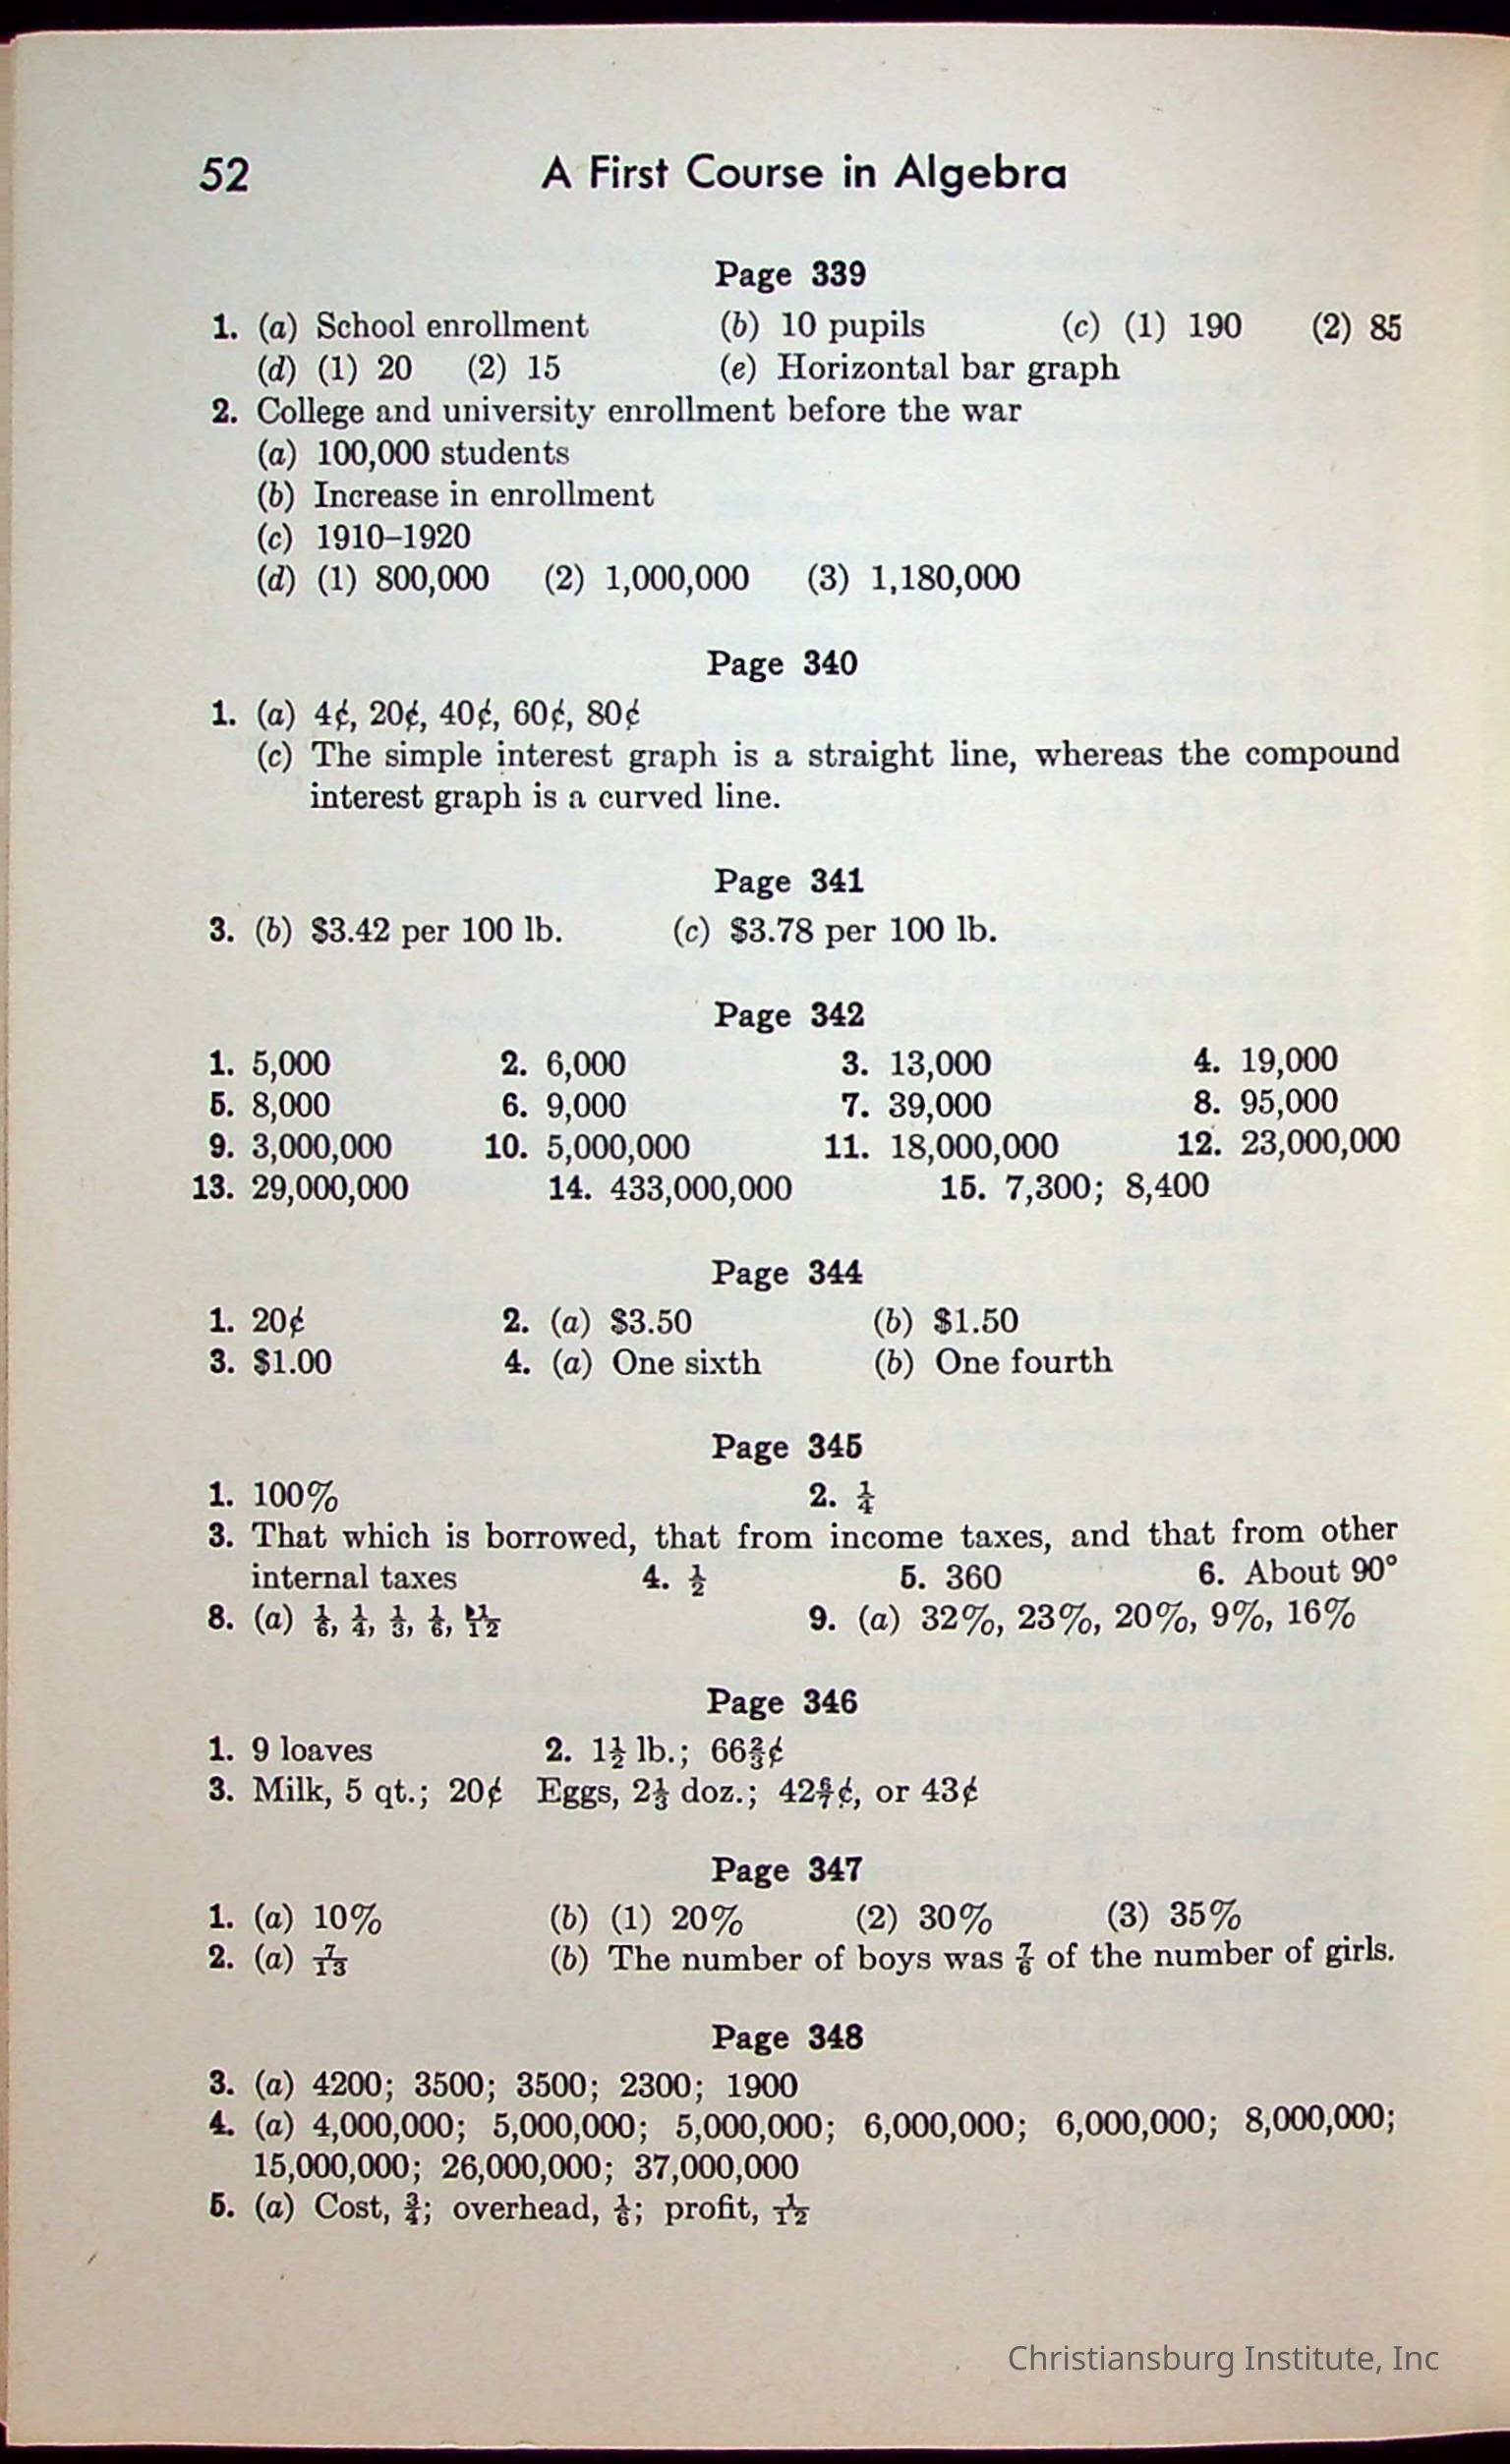 52 A First Course in Algebra
Page 339
1. (a) School enrollment (b) 10 pupils (c) (1) 190 (2) 85
(d) (1) 20 (2) 15 (e) Horizontal bar graph
2. College and university enrollment before the war
(a) 100,000 students
(b) Increase in enrollment
(c) 1910–1920
(d) (1) 800,000 (2) 1,000,000 (3) 1,180,000
Page 340
1. (a) 4¢, 20¢, 40¢, 60¢, 80¢
(c) The simple interest graph is a straight line, whereas the compound
interest graph is a curved line.
Page 341
3. (b) $3.42 per 100 lb. (c) $3.78 per 100 lb.
Page 342
1. 5,000 2. 6,000 3. 13,000 4. 19,000
5. 8,000 6. 9,000 7. 39,000 8. 95,000
9. 3,000,000 10. 5,000,000 11. 18,000,000 12. 23,000,000
13. 29,000,000 14. 433,000,000 15. 7,300; 8,400
Page 344
1. 20¢ 2. (a) $3.50 (b) $1.50
3. $1.00 4. (a) One sixth (b) One fourth
Page 345
1. 100% 2. 1/4
3. That which is borrowed, that from income taxes, and that from other
internal taxes 4. 1/2 5. 360 6. About 90°
8. (a) 1/6, 1/4, 1/3, 1/6, 9. (a) 32%, 23%, 20%, 9%, 16%
Page 346
1. 9 loaves 2. 1 1/2 lb.; 66 2/3¢
3. Milk, 5 qt.; 20¢ Eggs, 2 1/3 doz.; 42 6/7¢, or 43¢
Page 347
1. (a) 10% (b) (1) 20% (2) 30% (3) 35%
2. (a) 7/13 (b) The number of boys was 7/6 of the number of girls.
Page 348
3. (a) 4200; 3500; 3500; 2300; 1900
4. (a) 4,000,000; 5,000,000; 5,000,000; 6,000,000; 6,000,000; 8,000,000;
15,000,000; 26,000,000; 37,000,000
5. (a) Cost, 3/4; overhead, 1/6; profit, 1/12
Christiansburg Institute, Inc